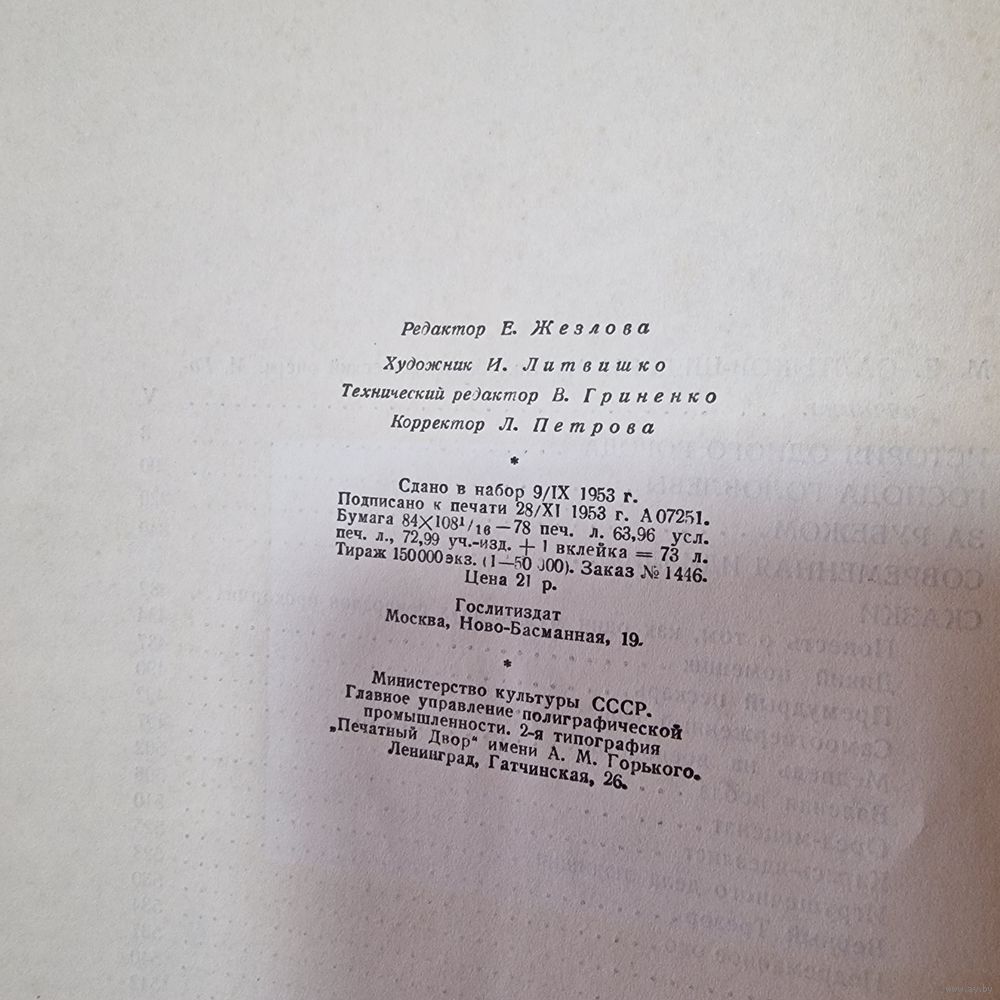 Редактор Е. Жезлова
Художник И. Литвишко
Технический редактор В. Гриненко
Корректор Л. Петрова
*
Сдано в набор 9/IX 1953 г.
Подписано к печати 28/XI 1953 г. А 07251.
Бумага 84×108¹/₁₆ — 78 печ. л. 63,96 усл.
печ. л., 72,99 уч.-изд. + 1 вклейка = 73 л.
Тираж 150000 экз. (1—50 000). Заказ № 1446.
Цена 21 р.
Гослитиздат
Москва, Ново-Басманная, 19.
*
Министерство культуры СССР.
Главное управление полиграфической
промышленности. 2-я типография
„Печатный Двор“ имени А. М. Горького.
Ленинград, Гатчинская, 26.
www.ay.by